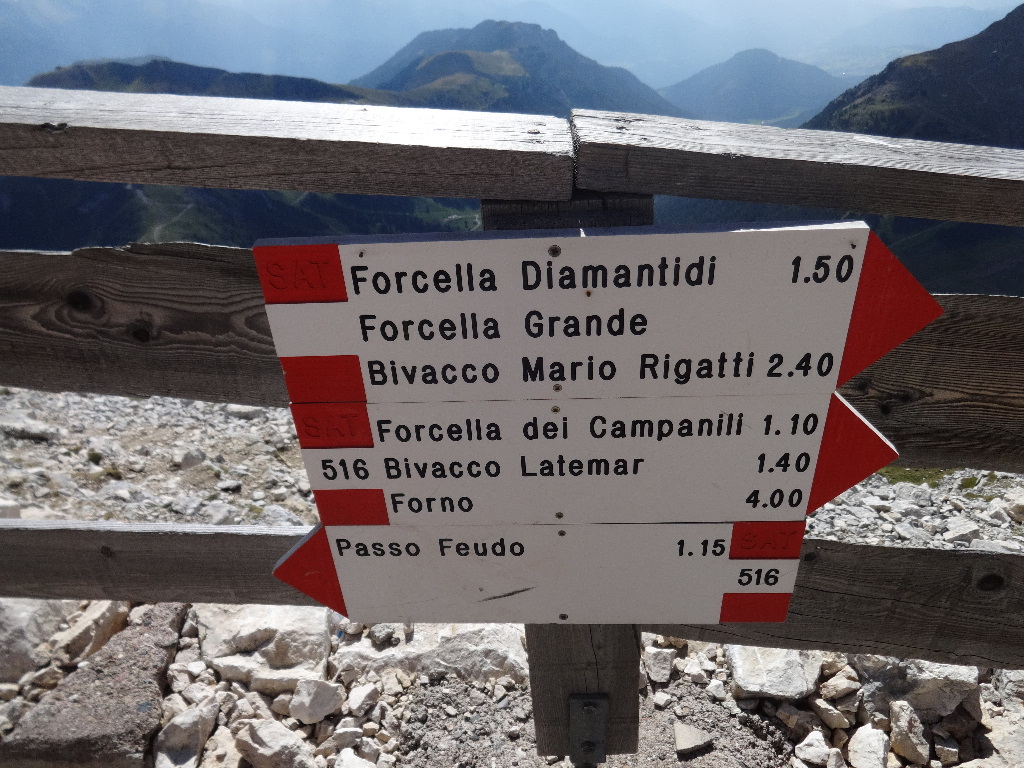 SAT Forcella Diamantidi 1.50
Forcella Grande
Bivacco Mario Rigatti 2.40
SAT Forcella dei Campanili 1.10
516 Bivacco Latemar 1.40
Forno 4.00
Passo Feudo 1.15 SAT
516